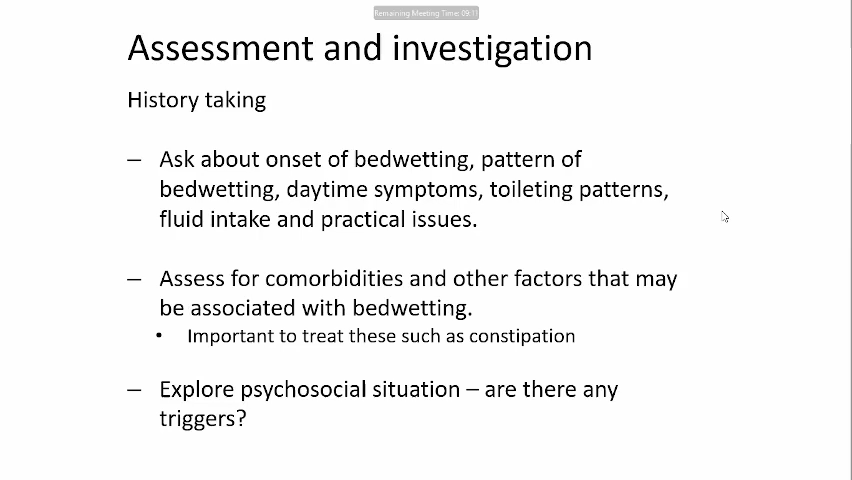 Remaining Meeting Time: 09:11
Assessment and investigation
History taking
– Ask about onset of bedwetting, pattern of
bedwetting, daytime symptoms, toileting patterns,
fluid intake and practical issues.
– Assess for comorbidities and other factors that may
be associated with bedwetting.
• Important to treat these such as constipation
– Explore psychosocial situation – are there any
triggers?